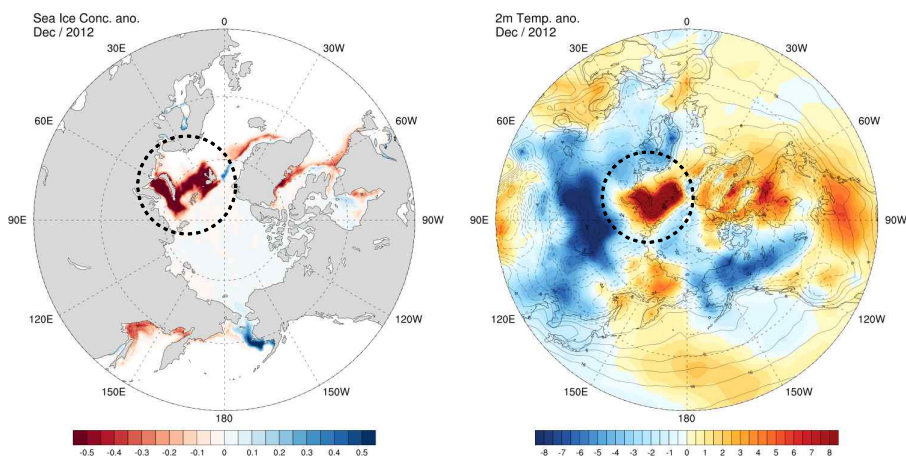 Sea Ice Conc. ano.
Dec / 2012
0
30E
30W
60E
60W
90E
90W
120E
120W
150E
150W
180
-0.5 -0.4 -0.3 -0.2 -0.1 0 0.1 0.2 0.3 0.4 0.5
2m Temp. ano.
Dec / 2012
0
30E
30W
60E
60W
90E
90W
120E
120W
150E
150W
180
-8 -7 -6 -5 -4 -3 -2 -1 0 1 2 3 4 5 6 7 8